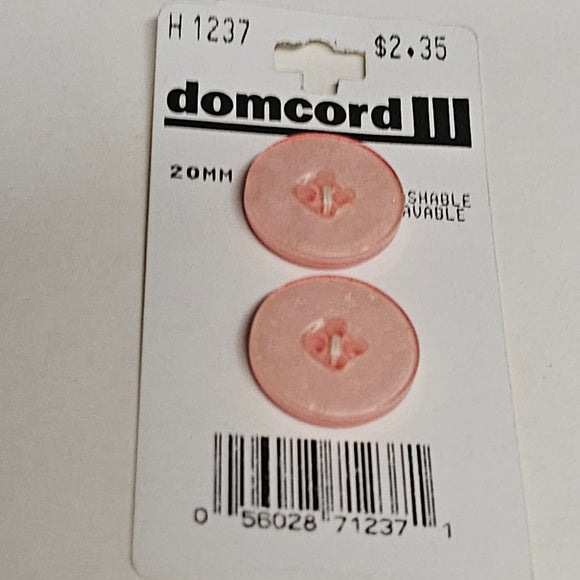 H 1237
$2.35
domcord
20MM
SHABLE
AVABLE
0 56028 71237 1